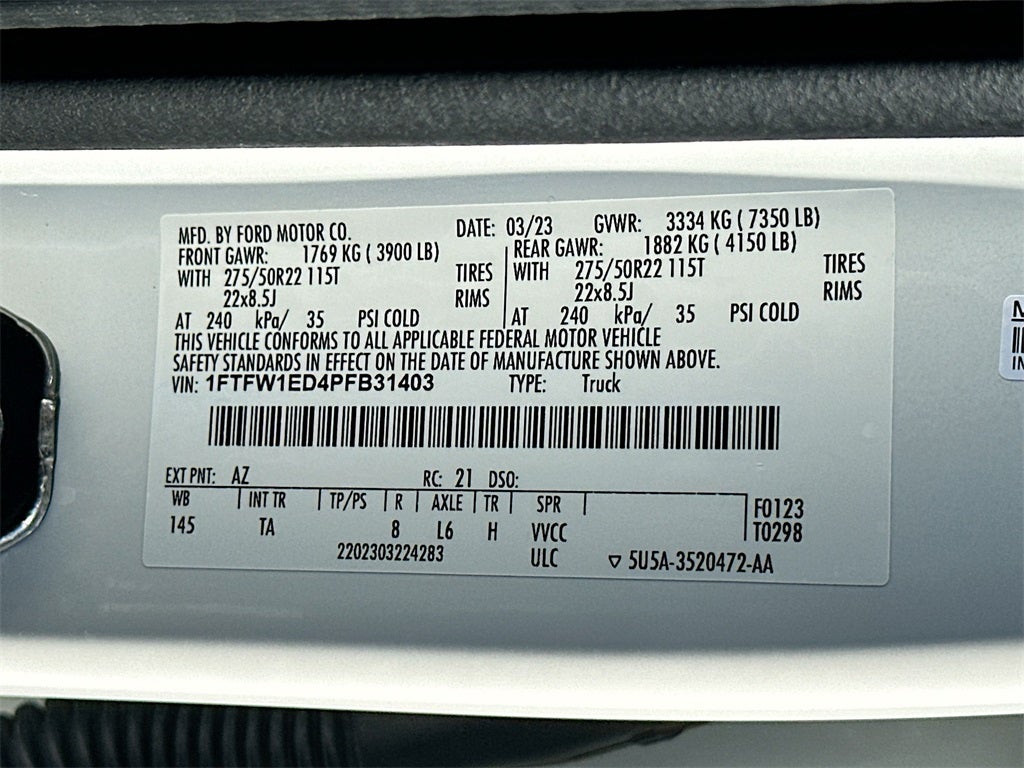 MFD. BY FORD MOTOR CO. DATE: 03/23 GVWR: 3334 KG ( 7350 LB)
FRONT GAWR: 1769 KG ( 3900 LB) REAR GAWR: 1882 KG ( 4150 LB)
WITH 275/50R22 115T TIRES WITH 275/50R22 115T TIRES
22x8.5J RIMS 22x8.5J RIMS
AT 240 kPa/ 35 PSI COLD AT 240 kPa/ 35 PSI COLD
THIS VEHICLE CONFORMS TO ALL APPLICABLE FEDERAL MOTOR VEHICLE
SAFETY STANDARDS IN EFFECT ON THE DATE OF MANUFACTURE SHOWN ABOVE.
VIN: 1FTFW1ED4PFB31403 TYPE: Truck
EXT PNT: AZ RC: 21 DSO:
WB INT TR TP/PS R AXLE TR SPR F0123
145 TA 8 L6 H VVCC T0298
2202303224283 ULC ▽ 5U5A-3520472-AA